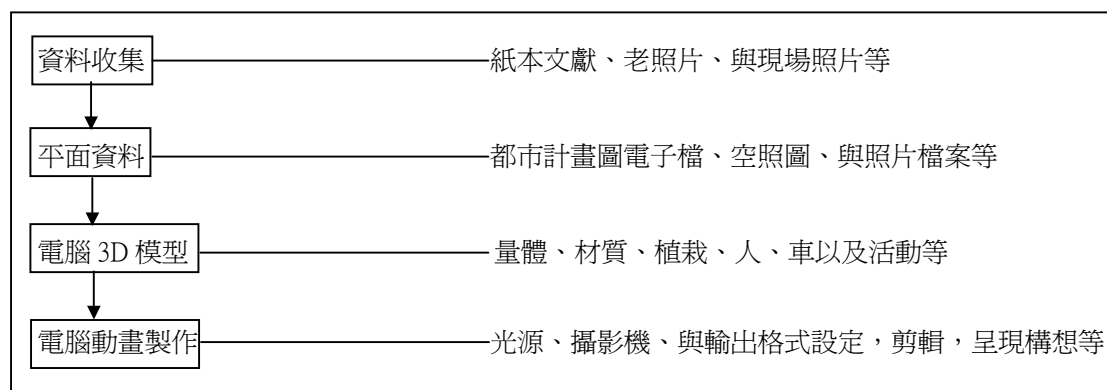 資料收集 紙本文獻、老照片、與現場照片等
平面資料 都市計畫圖電子檔、空照圖、與照片檔案等
電腦 3D 模型 量體、材質、植栽、人、車以及活動等
電腦動畫製作 光源、攝影機、與輸出格式設定，剪輯，呈現構想等